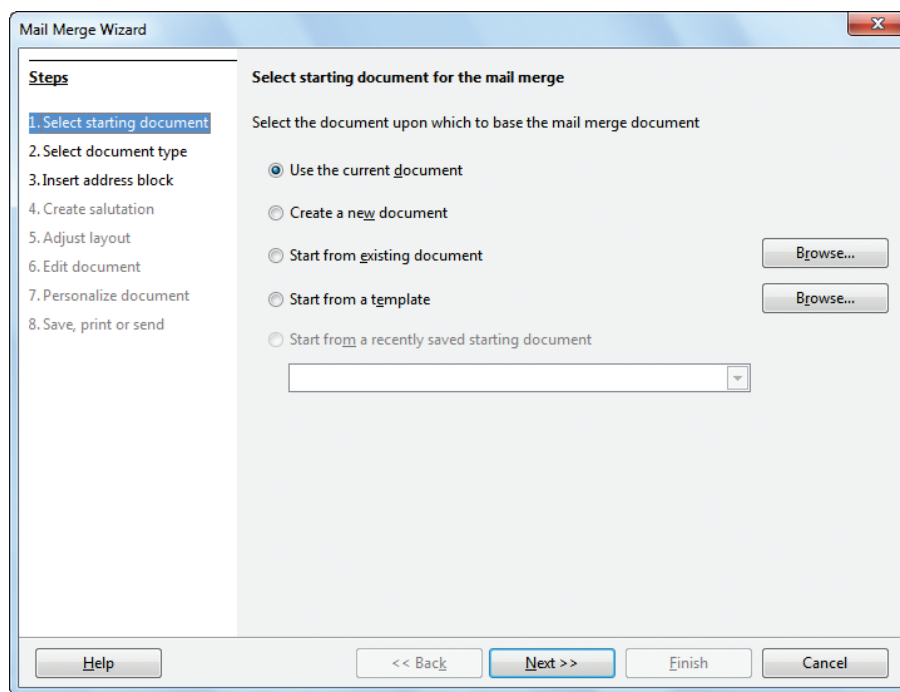 Mail Merge Wizard
Steps
1. Select starting document
2. Select document type
3. Insert address block
4. Create salutation
5. Adjust layout
6. Edit document
7. Personalize document
8. Save, print or send
Select starting document for the mail merge
Select the document upon which to base the mail merge document
Use the current document
Create a new document
Start from existing document
Browse...
Start from a template
Browse...
Start from a recently saved starting document
Help
<< Back
Next >>
Finish
Cancel